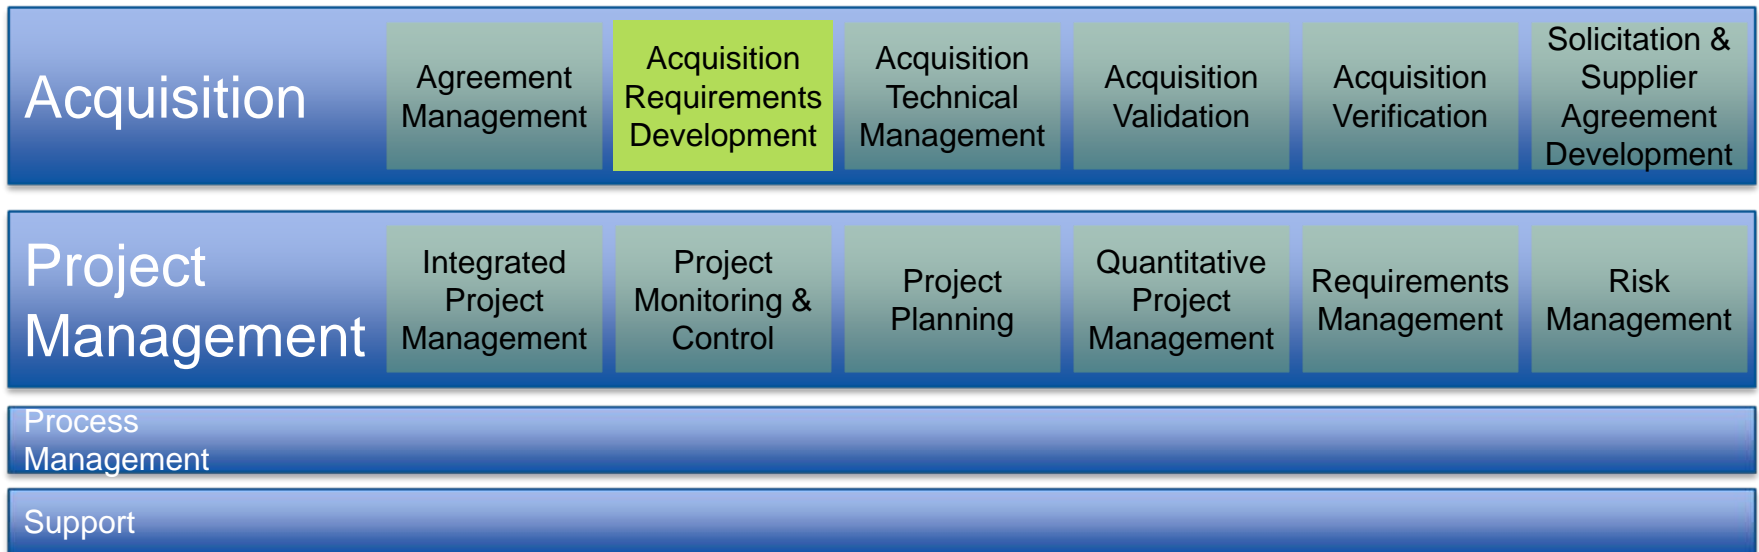 Acquisition
Agreement
Management
Acquisition
Requirements
Development
Acquisition
Technical
Management
Acquisition
Validation
Acquisition
Verification
Solicitation &
Supplier
Agreement
Development
Project
Management
Integrated
Project
Management
Project
Monitoring &
Control
Project
Planning
Quantitative
Project
Management
Requirements
Management
Risk
Management
Process
Management
Support